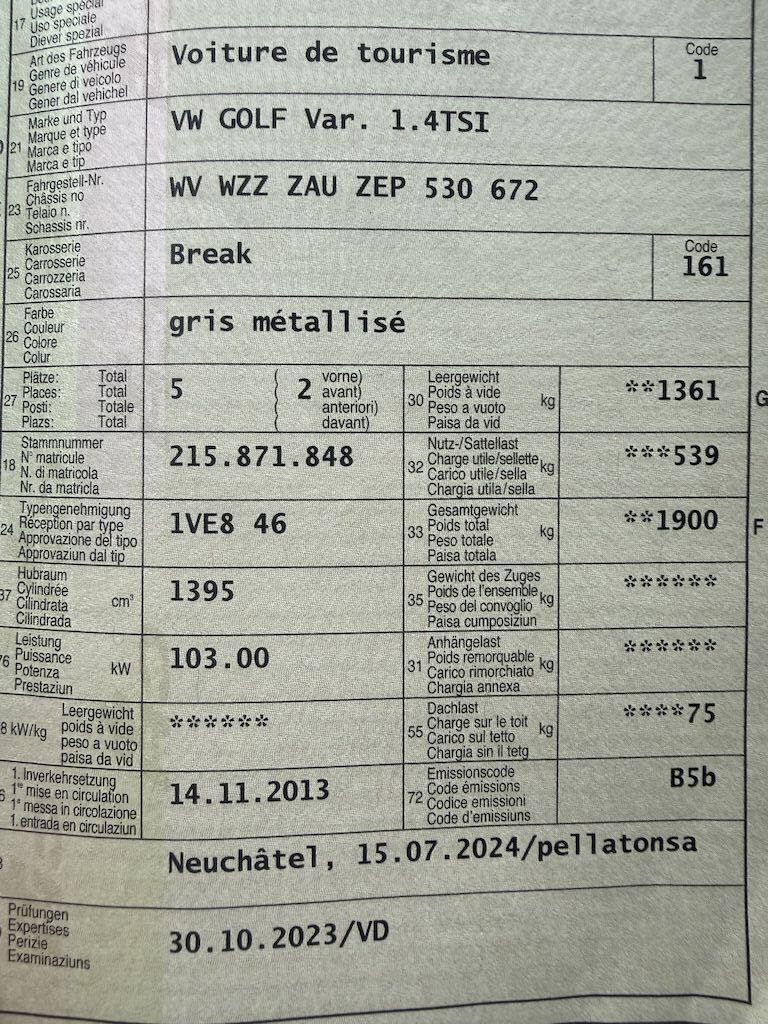 Usage spécial
17 Uso speciale
Diever spezial
Art des Fahrzeugs
Genre de véhicule
19 Genere di veicolo
Gener dal vehichel
Voiture de tourisme
Code
1
Marke und Typ
21 Marque et type
Marca e tipo
Marca e tip
VW GOLF Var. 1.4TSI
Fahrgestell-Nr.
Châssis no
23 Telaio n.
Schassis nr.
WV WZZ ZAU ZEP 530 672
Karosserie
25 Carrosserie
Carrozzeria
Carossaria
Break
Code
161
Farbe
26 Couleur
Colore
Colur
gris métallisé
Plätze: Total
27 Places: Total
Posti: Totale
Plazs: Total
5 ( 2 vorne)
( avant)
( anteriori)
( davant)
Leergewicht
30 Poids à vide kg
Peso a vuoto
Paisa da vid
**1361
G
Stammnummer
18 N° matricule
N. di matricola
Nr. da matricla
215.871.848
Nutz-/Sattellast
32 Charge utile/sellette kg
Carico utile/sella
Chargia utila/sella
***539
Typengenehmigung
24 Réception par type
Approvazione del tipo
Approvaziun dal tip
1VE8 46
Gesamtgewicht
33 Poids total kg
Peso totale
Paisa totala
**1900
F
Hubraum
37 Cylindrée cm³
Cilindrata
Cilindrada
1395
Gewicht des Zuges
35 Poids de l'ensemble kg
Peso del convoglio
Paisa cumposiziun
******
Leistung
76 Puissance kW
Potenza
Prestaziun
103.00
Anhängelast
31 Poids remorquable kg
Carico rimorchiato
Chargia annexa
******
Leergewicht
8 kW/kg poids à vide
peso a vuoto
paisa da vid
******
Dachlast
55 Charge sur le toit kg
Carico sul tetto
Chargia sin il tetg
****75
1. Inverkehrsetzung
6 1re mise en circulation
1a messa in circolazione
1. entrada en circulaziun
14.11.2013
Emissionscode
72 Code émissions
Codice emissioni
Code d'emissiuns
B5b
Neuchâtel, 15.07.2024/pellatonsa
Prüfungen
Expertises
Perizie
Examinaziuns
30.10.2023/VD